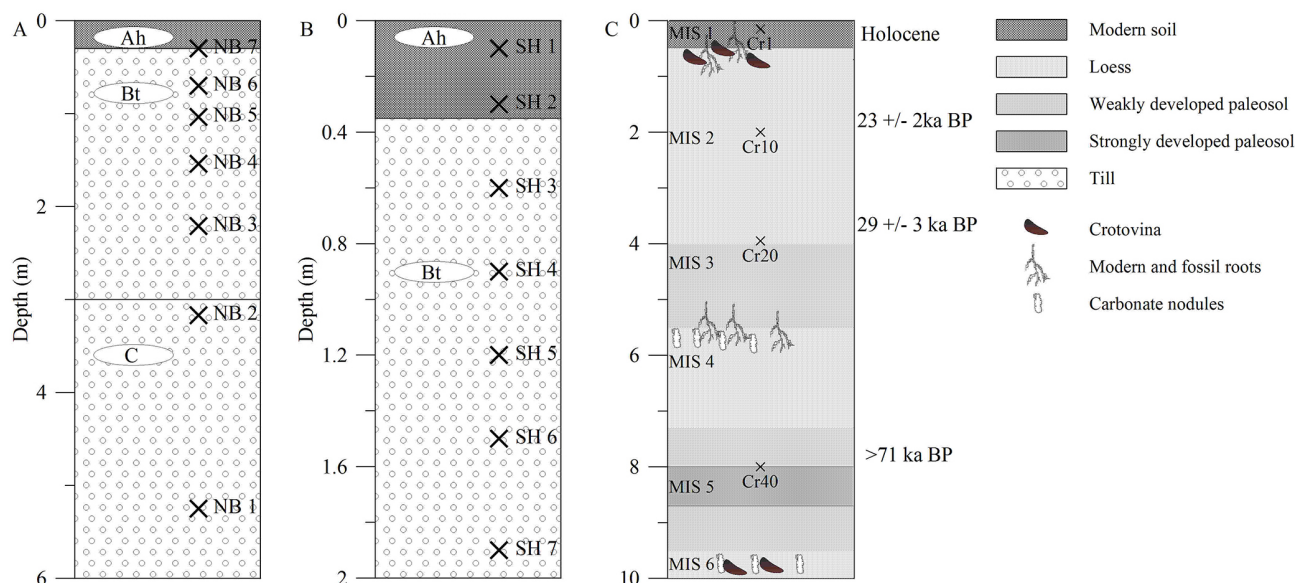 A
0
2
4
6
Depth (m)
Ah
Bt
C
NB 7
NB 6
NB 5
NB 4
NB 3
NB 2
NB 1
B
0
0.4
0.8
1.2
1.6
2
Depth (m)
Ah
Bt
SH 1
SH 2
SH 3
SH 4
SH 5
SH 6
SH 7
C
0
2
4
6
8
10
MIS 1
MIS 2
MIS 3
MIS 4
MIS 5
MIS 6
Cr1
Cr10
Cr20
Cr40
Holocene
23 +/- 2ka BP
29 +/- 3 ka BP
>71 ka BP
Modern soil
Loess
Weakly developed paleosol
Strongly developed paleosol
Till
Crotovina
Modern and fossil roots
Carbonate nodules